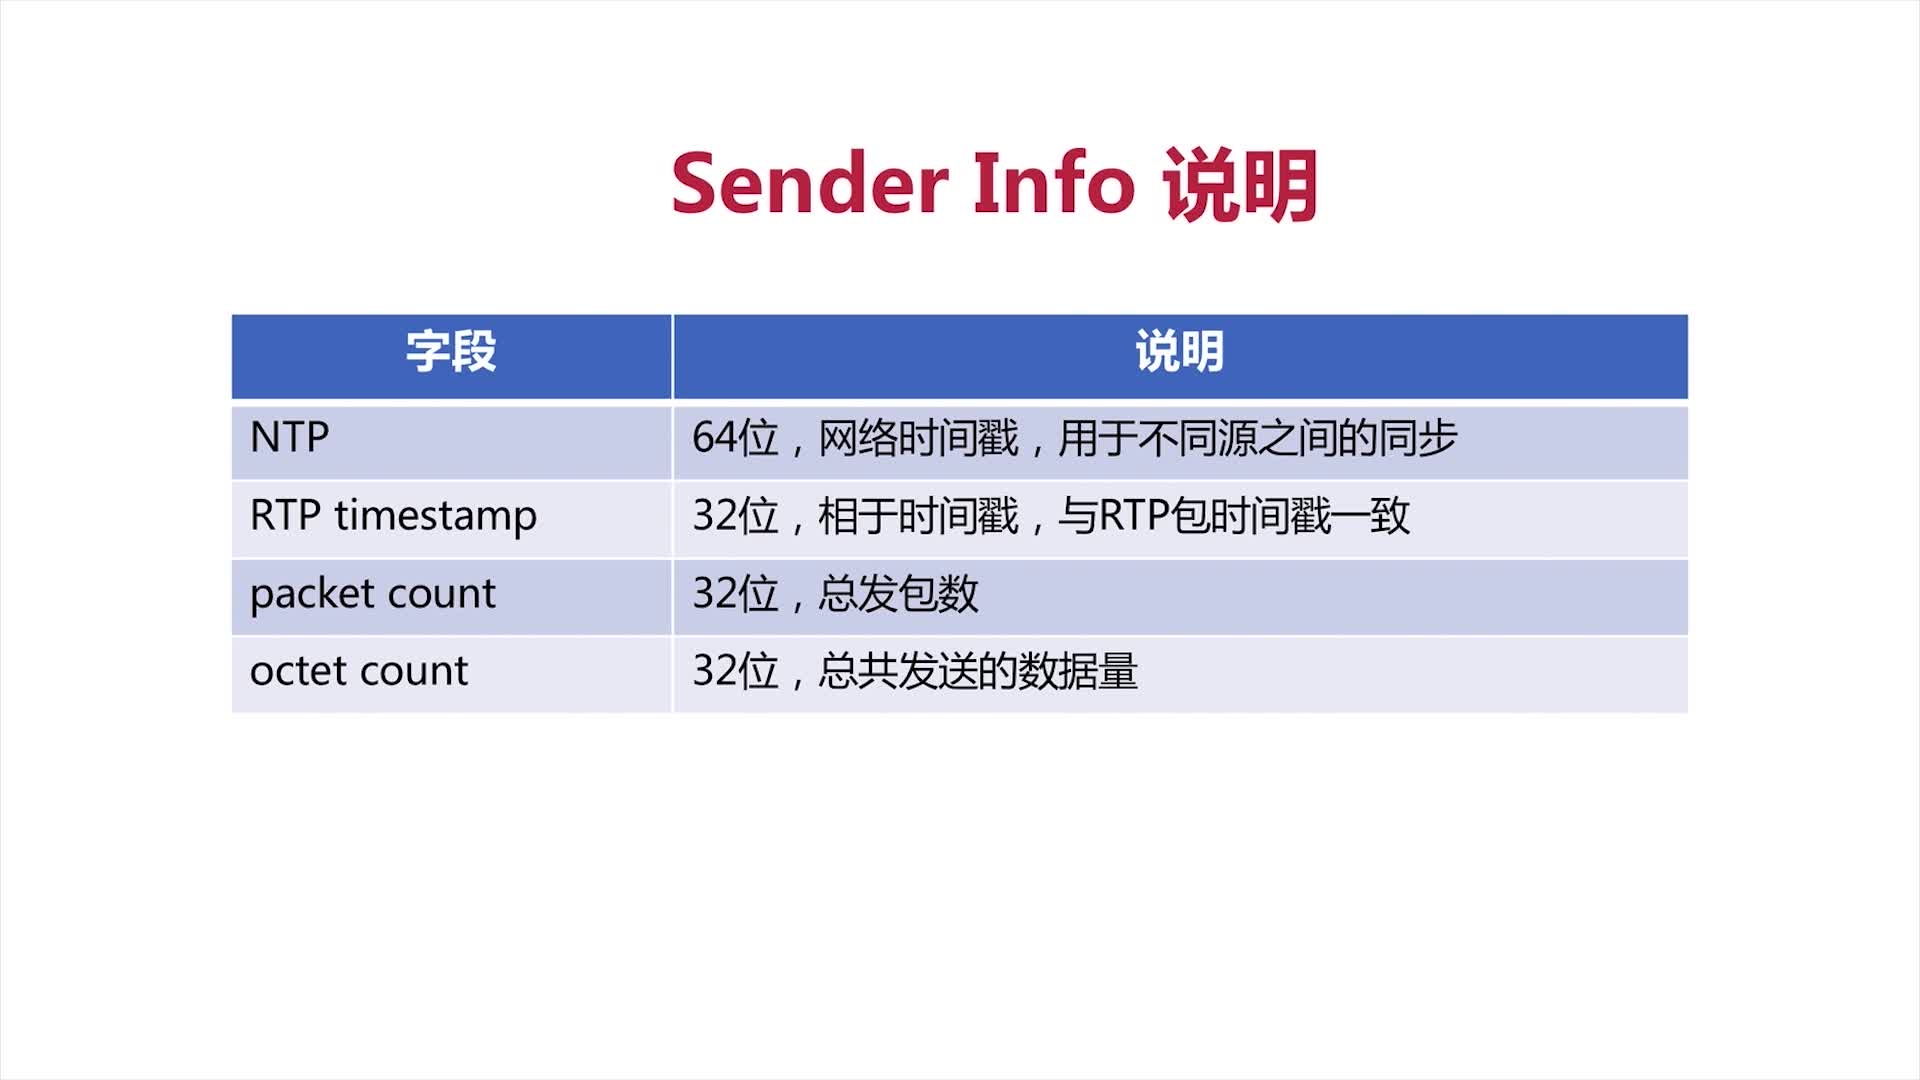 Sender Info 说明
字段 说明
NTP 64位，网络时间戳，用于不同源之间的同步
RTP timestamp 32位，相于时间戳，与RTP包时间戳一致
packet count 32位，总发包数
octet count 32位，总共发送的数据量